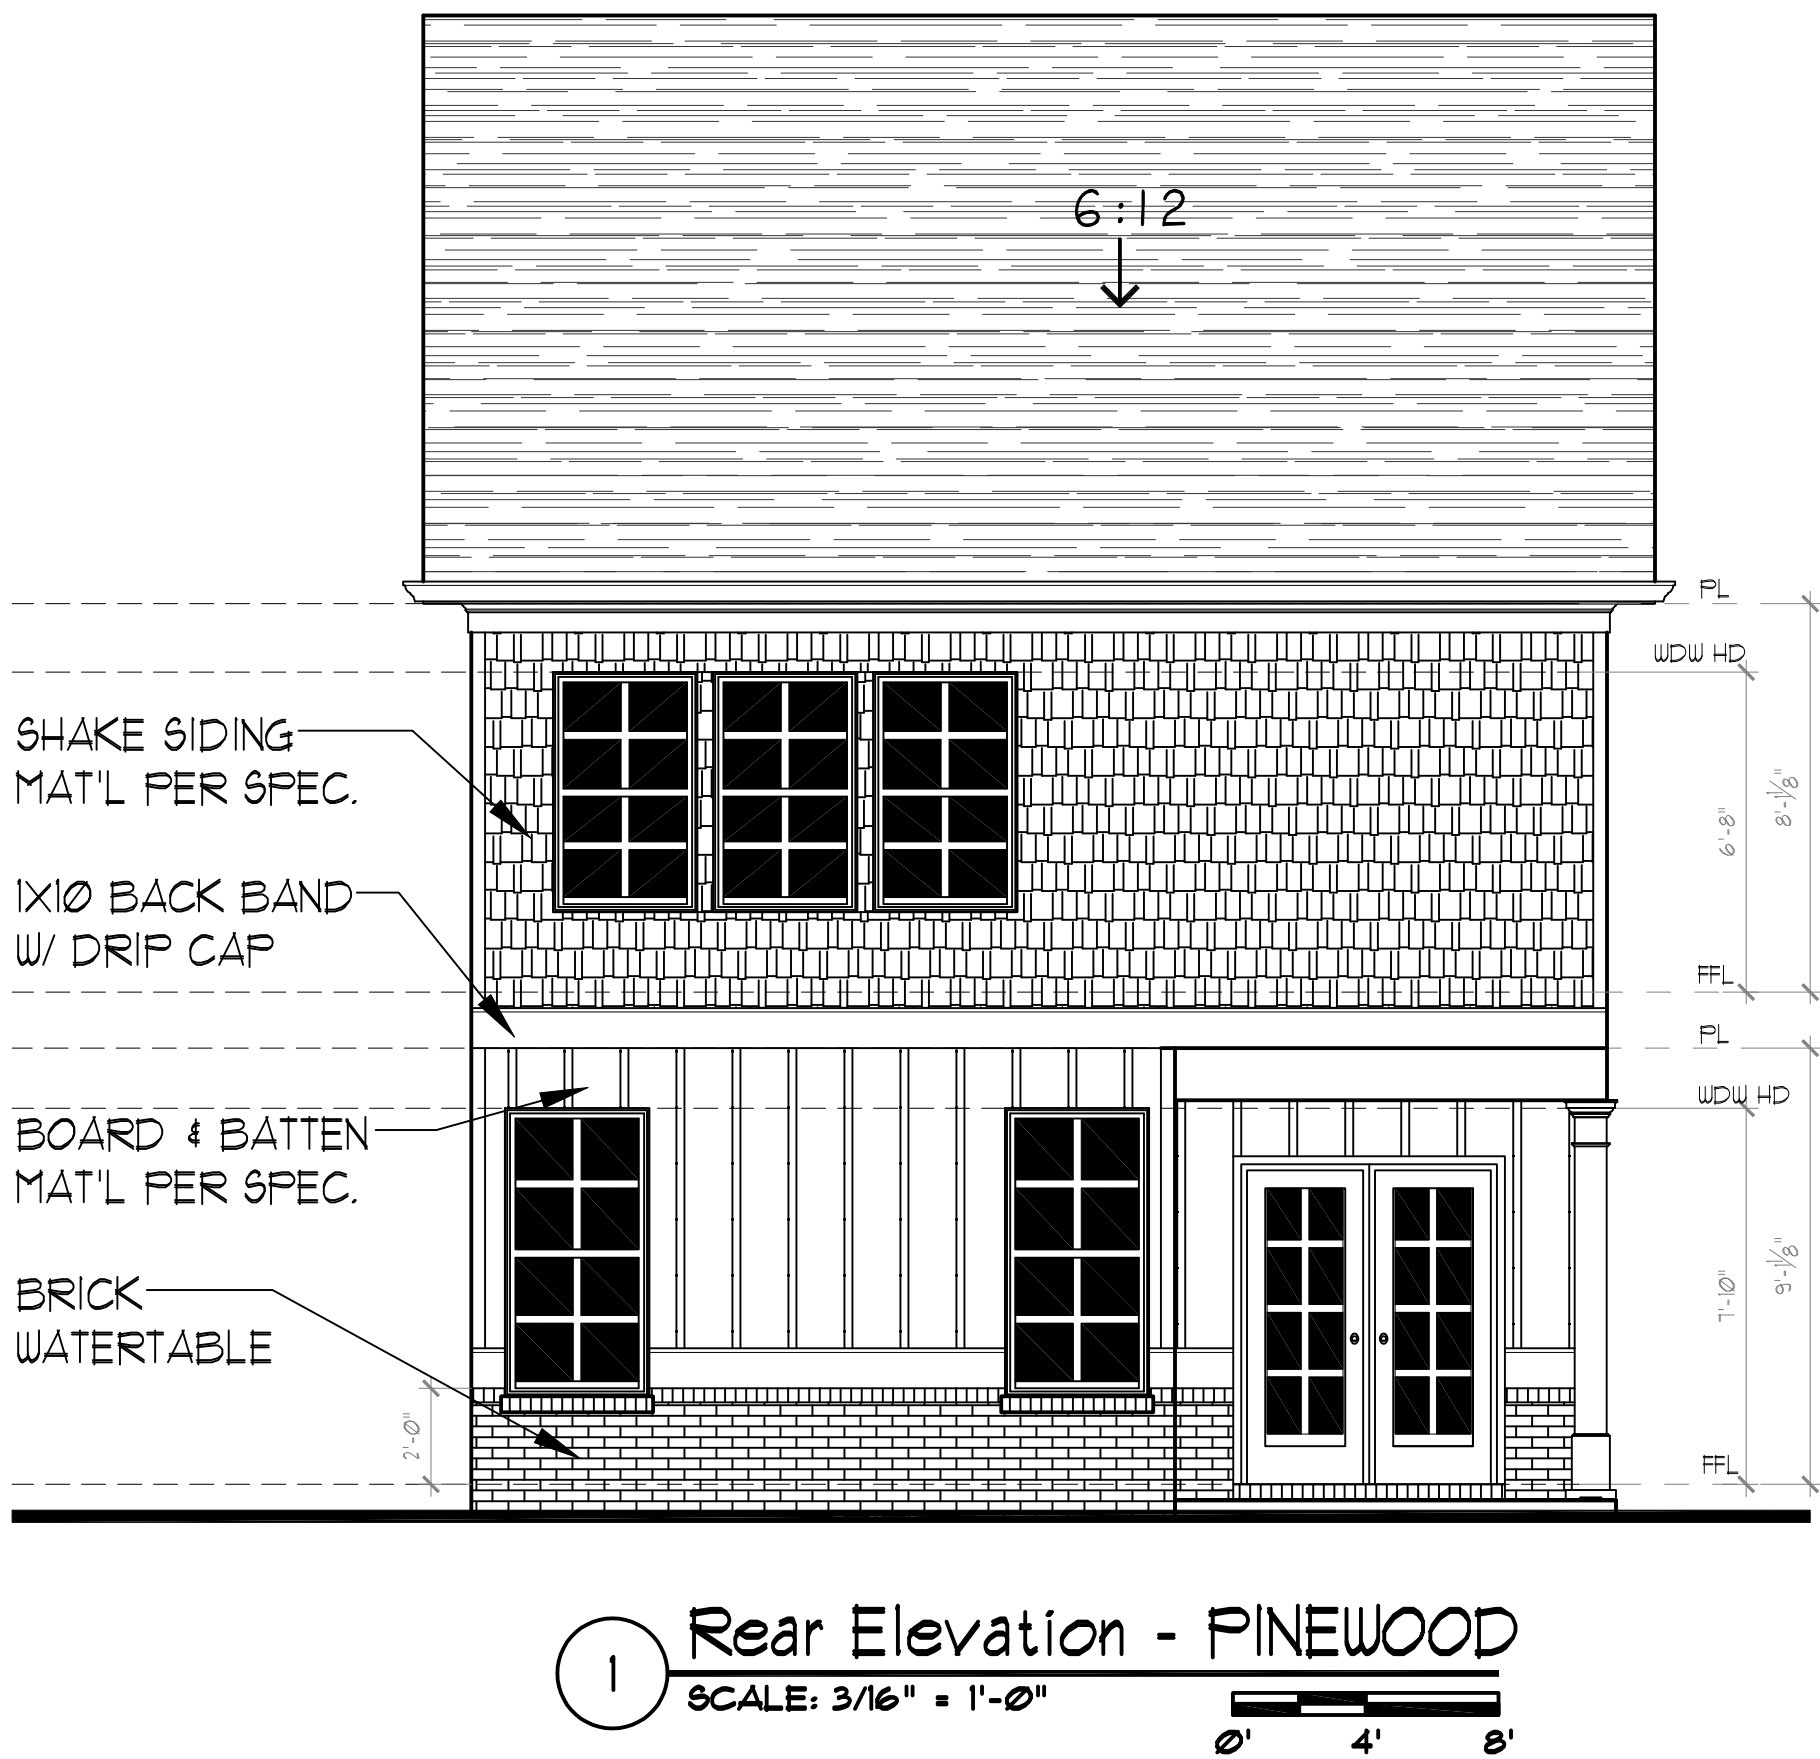 6:12
PL
WDW HD
SHAKE SIDING
MAT'L PER SPEC.
6'-8"
8'-1/8"
1X10 BACK BAND
W/ DRIP CAP
FFL
PL
WDW HD
BOARD & BATTEN
MAT'L PER SPEC.
7'-10"
9'-1/8"
BRICK
WATERTABLE
2'-0"
FFL
1
Rear Elevation - PINEWOOD
SCALE: 3/16" = 1'-0"
0' 4' 8'